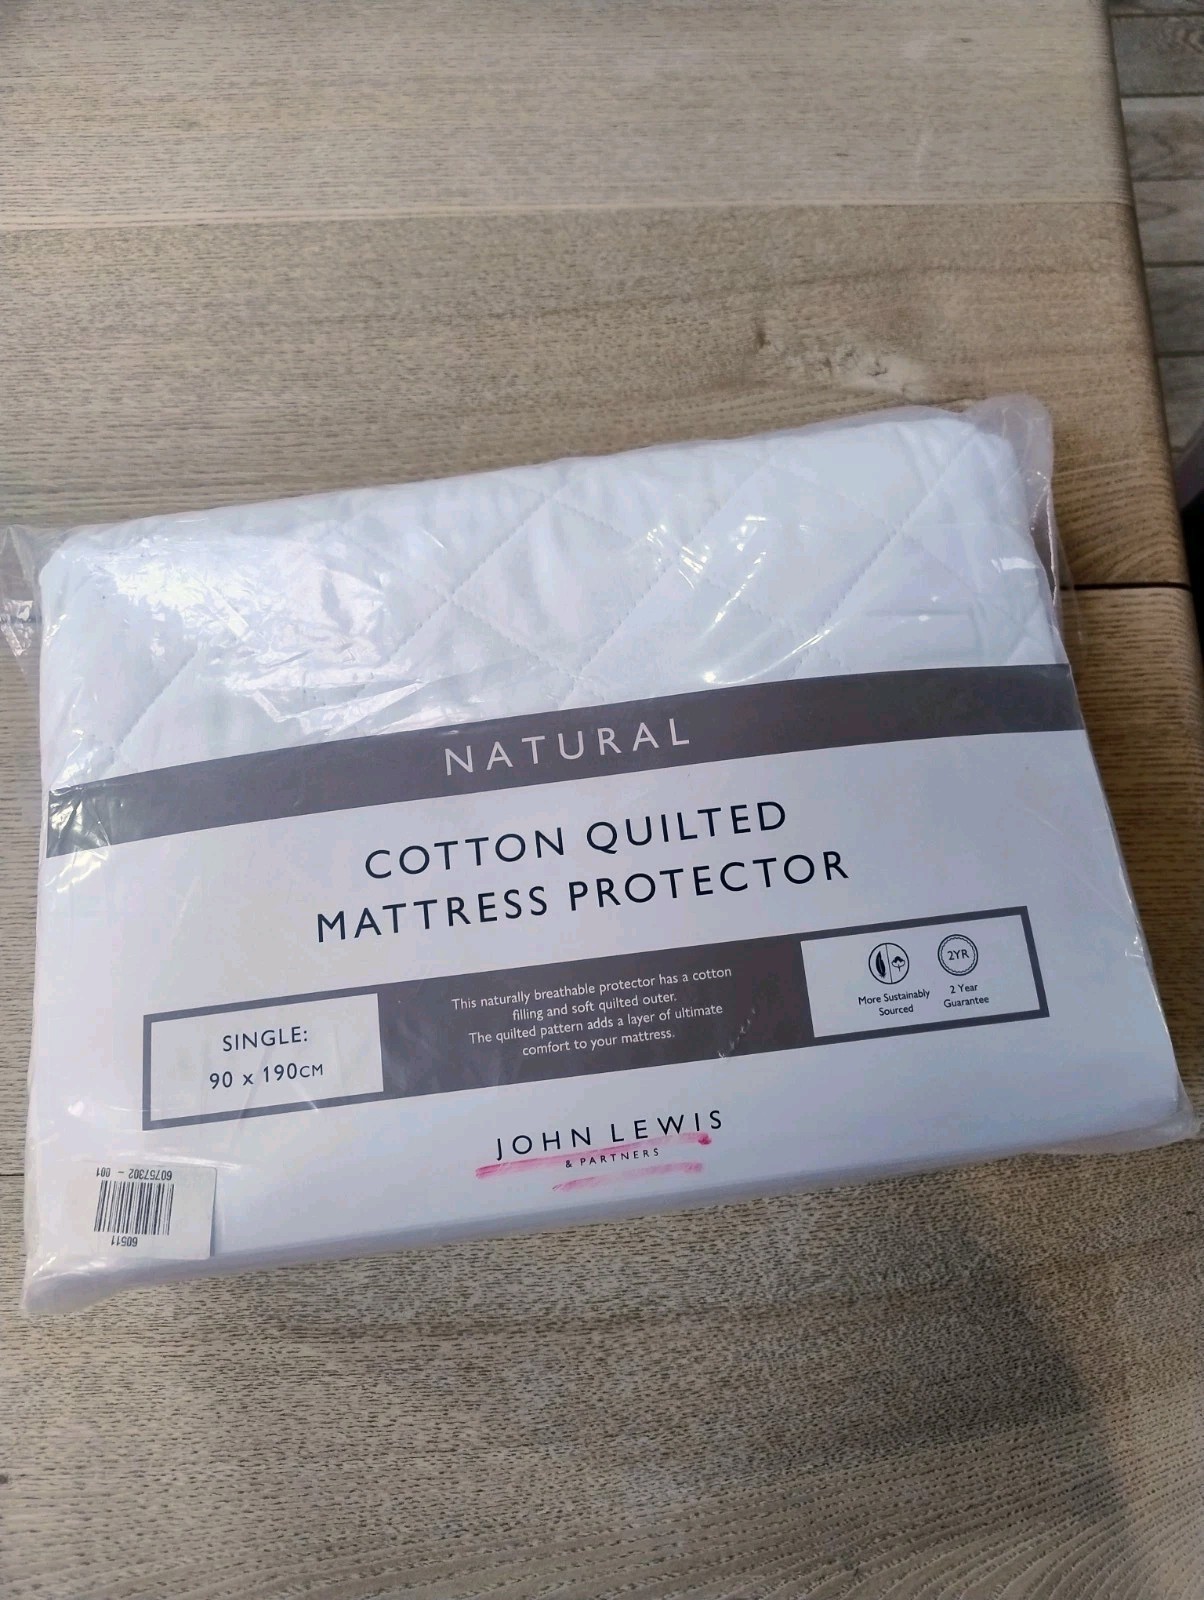 NATURAL
COTTON QUILTED
MATTRESS PROTECTOR
SINGLE:
90 x 190CM
This naturally breathable protector has a cotton
filling and soft quilted outer.
The quilted pattern adds a layer of ultimate
comfort to your mattress.
2YR
More Sustainably
Sourced
2 Year
Guarantee
JOHN LEWIS
& PARTNERS
60511
60757302 - 001